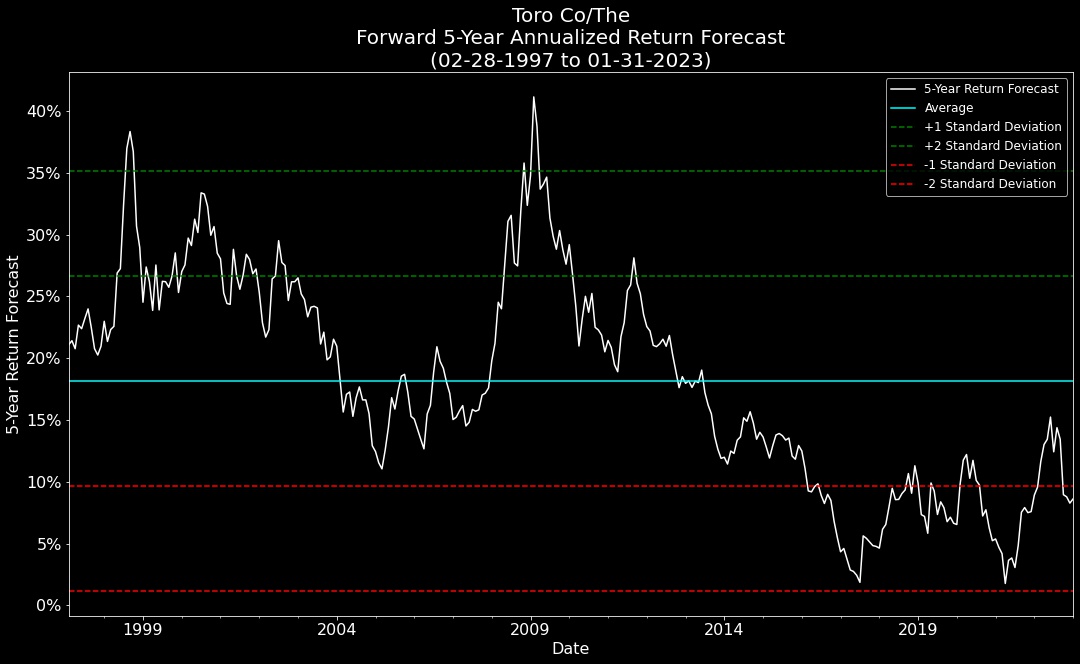 Toro Co/The
Forward 5-Year Annualized Return Forecast
(02-28-1997 to 01-31-2023)
5-Year Return Forecast
Average
+1 Standard Deviation
+2 Standard Deviation
-1 Standard Deviation
-2 Standard Deviation
5-Year Return Forecast
40%
35%
30%
25%
20%
15%
10%
5%
0%
1999
2004
2009
2014
2019
Date